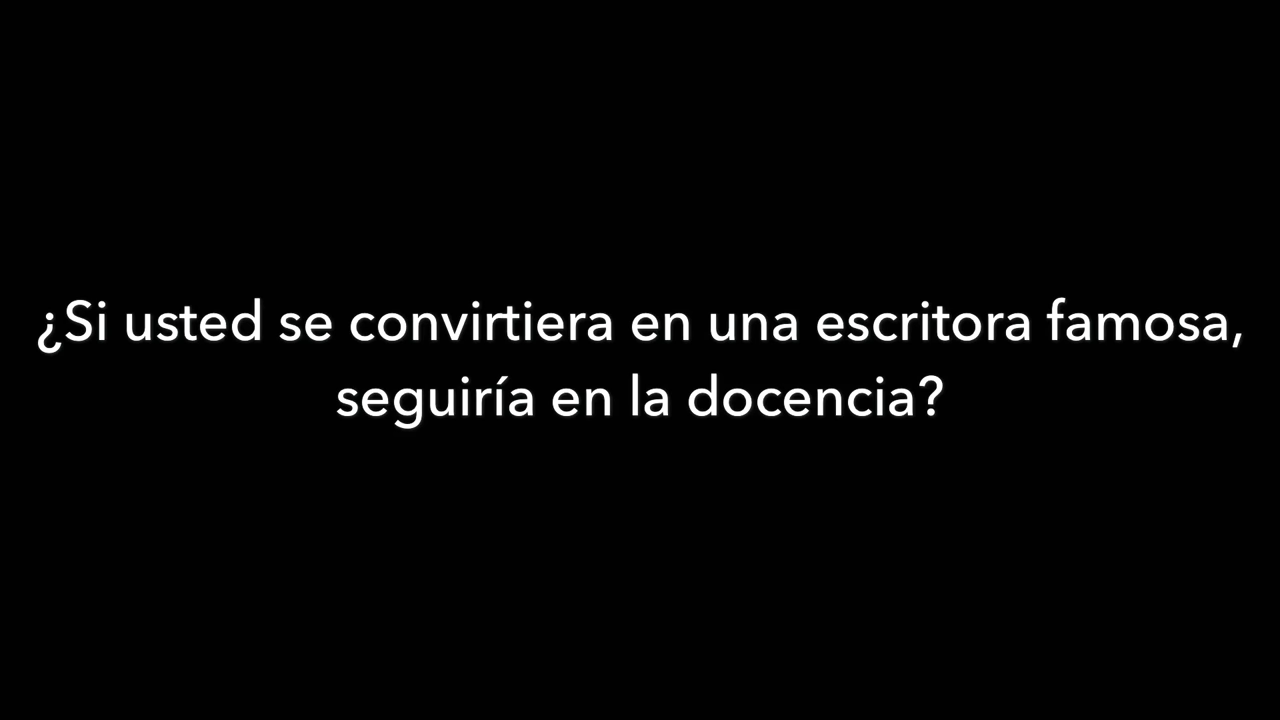 ¿Si usted se convirtiera en una escritora famosa,
seguiría en la docencia?